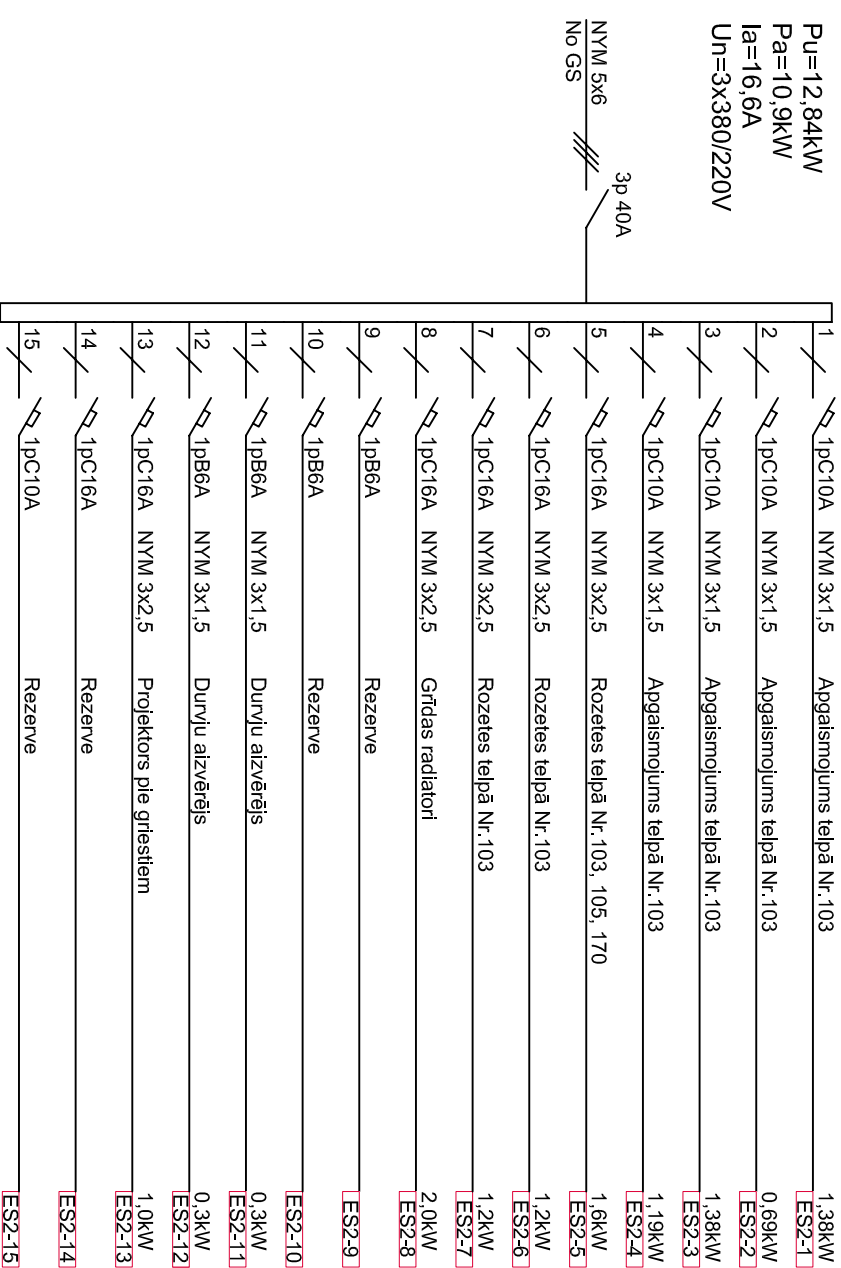 Pu=12,84kW
Pa=10,9kW
Ia=16,6A
Un=3x380/220V
NYM 5x6
No GS
3p 40A
1 1pC10A NYM 3x1,5 Apgaismojums telpā Nr.103 1,38kW ES2-1
2 1pC10A NYM 3x1,5 Apgaismojums telpā Nr.103 0,69kW ES2-2
3 1pC10A NYM 3x1,5 Apgaismojums telpā Nr.103 1,38kW ES2-3
4 1pC10A NYM 3x1,5 Apgaismojums telpā Nr.103 1,19kW ES2-4
5 1pC16A NYM 3x2,5 Rozetes telpā Nr.103, 105, 170 1,6kW ES2-5
6 1pC16A NYM 3x2,5 Rozetes telpā Nr.103 1,2kW ES2-6
7 1pC16A NYM 3x2,5 Rozetes telpā Nr.103 1,2kW ES2-7
8 1pC16A NYM 3x2,5 Grīdas radiatori 2,0kW ES2-8
9 1pB6A Rezerve ES2-9
10 1pB6A Rezerve ES2-10
11 1pB6A NYM 3x1,5 Durvju aizvērējs 0,3kW ES2-11
12 1pB6A NYM 3x1,5 Durvju aizvērējs 0,3kW ES2-12
13 1pC16A NYM 3x2,5 Projektors pie griestiem 1,0kW ES2-13
14 1pC16A Rezerve ES2-14
15 1pC10A Rezerve ES2-15